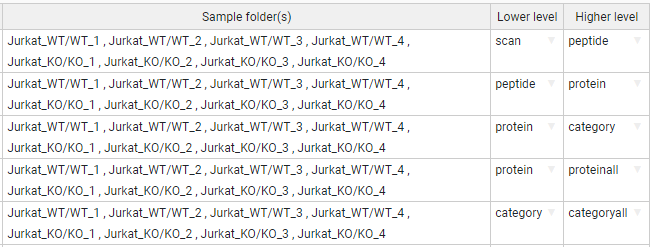 Sample folder(s) Lower level Higher level
Jurkat_WT/WT_1 , Jurkat_WT/WT_2 , Jurkat_WT/WT_3 , Jurkat_WT/WT_4 , scan peptide
Jurkat_KO/KO_1 , Jurkat_KO/KO_2 , Jurkat_KO/KO_3 , Jurkat_KO/KO_4
Jurkat_WT/WT_1 , Jurkat_WT/WT_2 , Jurkat_WT/WT_3 , Jurkat_WT/WT_4 , peptide protein
Jurkat_KO/KO_1 , Jurkat_KO/KO_2 , Jurkat_KO/KO_3 , Jurkat_KO/KO_4
Jurkat_WT/WT_1 , Jurkat_WT/WT_2 , Jurkat_WT/WT_3 , Jurkat_WT/WT_4 , protein category
Jurkat_KO/KO_1 , Jurkat_KO/KO_2 , Jurkat_KO/KO_3 , Jurkat_KO/KO_4
Jurkat_WT/WT_1 , Jurkat_WT/WT_2 , Jurkat_WT/WT_3 , Jurkat_WT/WT_4 , protein proteinall
Jurkat_KO/KO_1 , Jurkat_KO/KO_2 , Jurkat_KO/KO_3 , Jurkat_KO/KO_4
Jurkat_WT/WT_1 , Jurkat_WT/WT_2 , Jurkat_WT/WT_3 , Jurkat_WT/WT_4 , category categoryall
Jurkat_KO/KO_1 , Jurkat_KO/KO_2 , Jurkat_KO/KO_3 , Jurkat_KO/KO_4